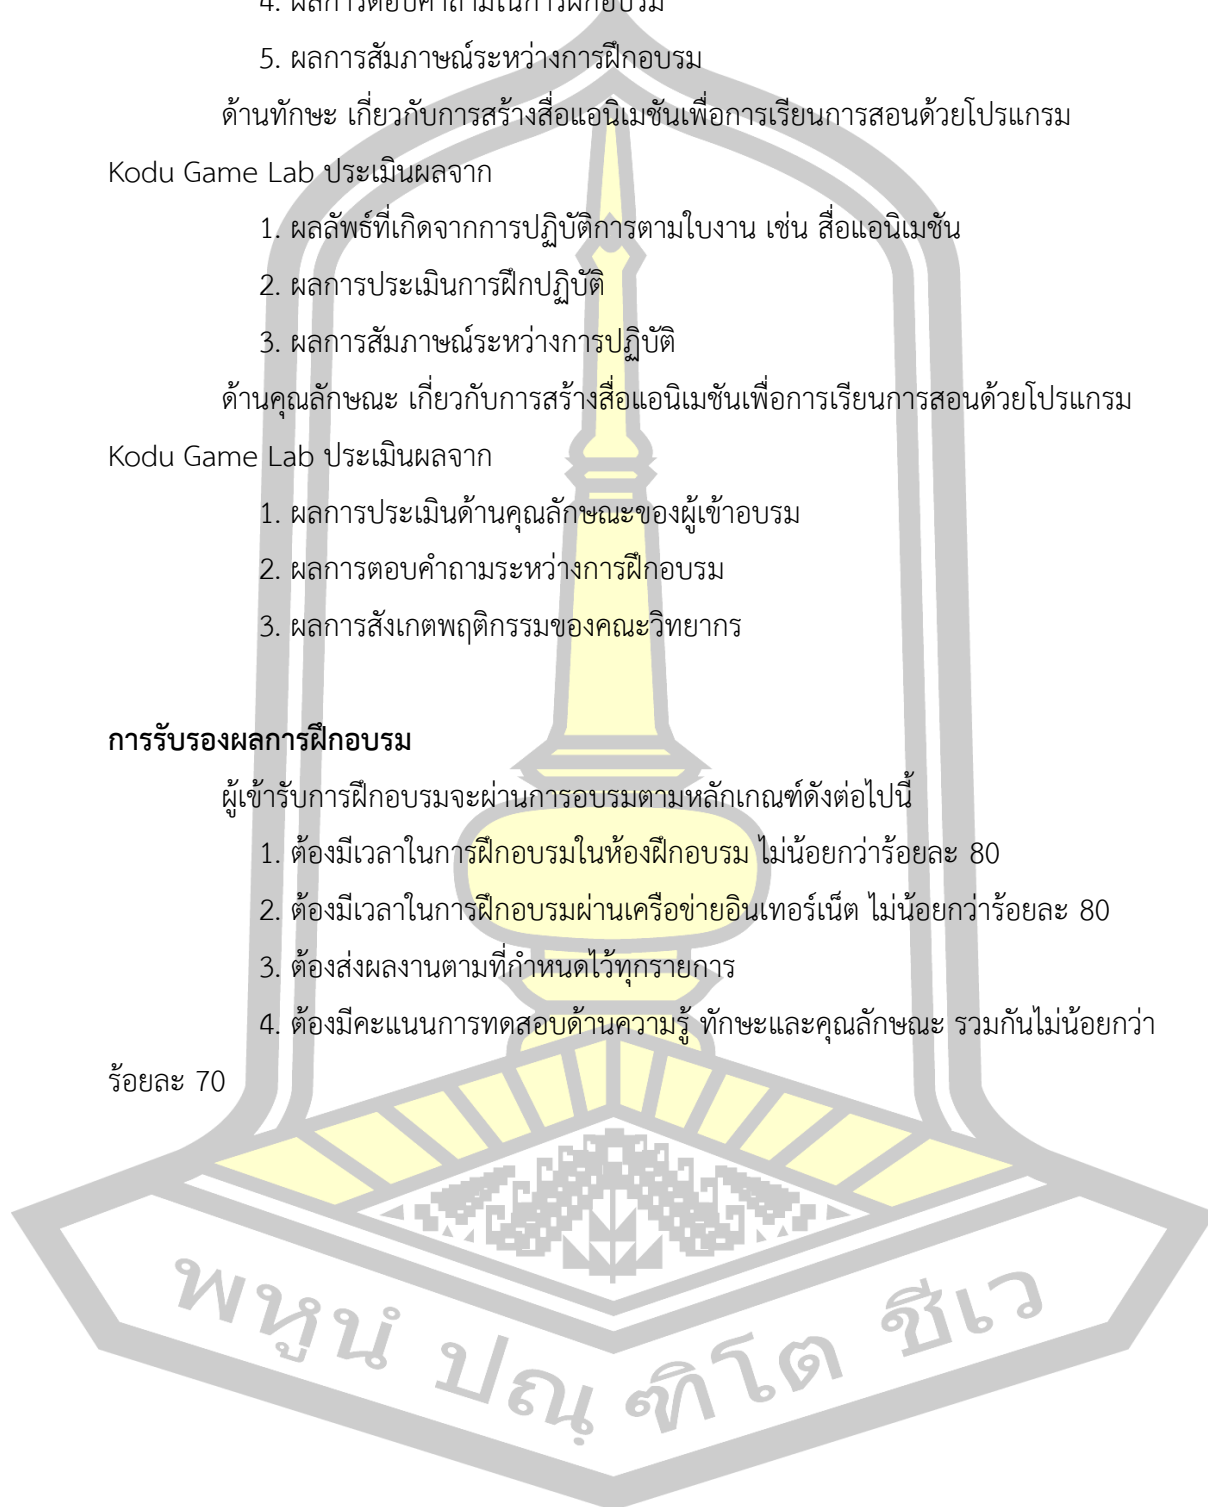 4. ผลการตอบคำถามในการฝึกอบรม
5. ผลการสัมภาษณ์ระหว่างการฝึกอบรม
ด้านทักษะ เกี่ยวกับการสร้างสื่อแอนิเมชันเพื่อการเรียนการสอนด้วยโปรแกรม
Kodu Game Lab ประเมินผลจาก
1. ผลลัพธ์ที่เกิดจากการปฏิบัติการตามใบงาน เช่น สื่อแอนิเมชัน
2. ผลการประเมินการฝึกปฏิบัติ
3. ผลการสัมภาษณ์ระหว่างการปฏิบัติ
ด้านคุณลักษณะ เกี่ยวกับการสร้างสื่อแอนิเมชันเพื่อการเรียนการสอนด้วยโปรแกรม
Kodu Game Lab ประเมินผลจาก
1. ผลการประเมินด้านคุณลักษณะของผู้เข้าอบรม
2. ผลการตอบคำถามระหว่างการฝึกอบรม
3. ผลการสังเกตพฤติกรรมของคณะวิทยากร
การรับรองผลการฝึกอบรม
ผู้เข้ารับการฝึกอบรมจะผ่านการอบรมตามหลักเกณฑ์ดังต่อไปนี้
1. ต้องมีเวลาในการฝึกอบรมในห้องฝึกอบรม ไม่น้อยกว่าร้อยละ 80
2. ต้องมีเวลาในการฝึกอบรมผ่านเครือข่ายอินเทอร์เน็ต ไม่น้อยกว่าร้อยละ 80
3. ต้องส่งผลงานตามที่กำหนดไว้ทุกรายการ
4. ต้องมีคะแนนการทดสอบด้านความรู้ ทักษะและคุณลักษณะ รวมกันไม่น้อยกว่า
ร้อยละ 70
พหูนํ ปณฺฑิโต ชีเว